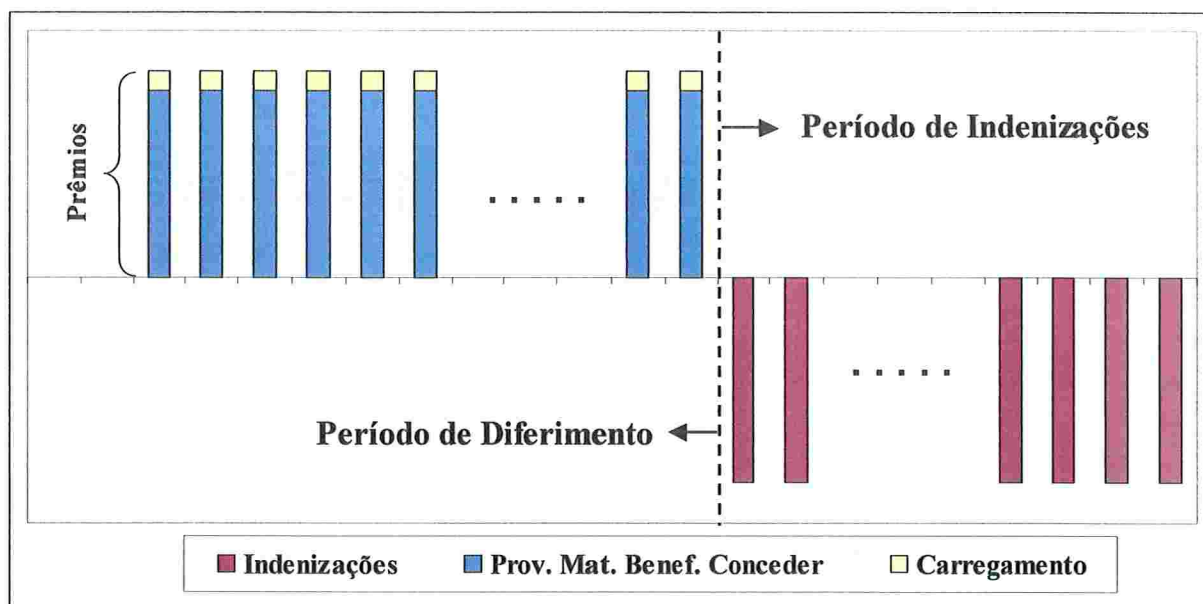 Prêmios
Período de Indenizações
Período de Diferimento
Indenizações
Prov. Mat. Benef. Conceder
Carregamento